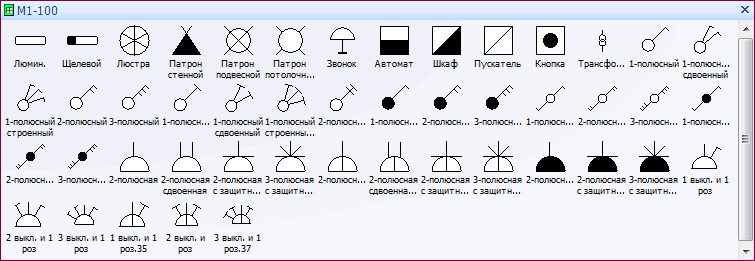 М1-100
Люмин. Щелевой Люстра Патрон Патрон Патрон Звонок Автомат Шкаф Пускатель Кнопка Трансфо... 1-полюсный 1-полюсн...
стенной подвесной потолочн... сдвоенный
1-полюсный 2-полюсный 3-полюсный 1-полюсн... 1-полюсный 1-полюсный 2-полюсн... 1-полюсн... 2-полюсн... 3-полюсн... 1-полюсн... 2-полюсн... 3-полюсн... 1-полюсн...
строенный сдвоенный строенны...
2-полюсн... 3-полюсн... 2-полюсная 2-полюсная 2-полюсная 3-полюсная 2-полюсн... 2-полюсная 2-полюсная 3-полюсная 2-полюсн... 2-полюсная 3-полюсная 1 выкл. и 1
сдвоенная с защитн... с защитн... сдвоенна... с защитн... с защитн... с защитн... с защитн... роз
2 выкл. и 1 3 выкл. и 1 1 выкл. и 1 2 выкл. и 3 выкл. и 1
роз роз роз.35 роз роз.37